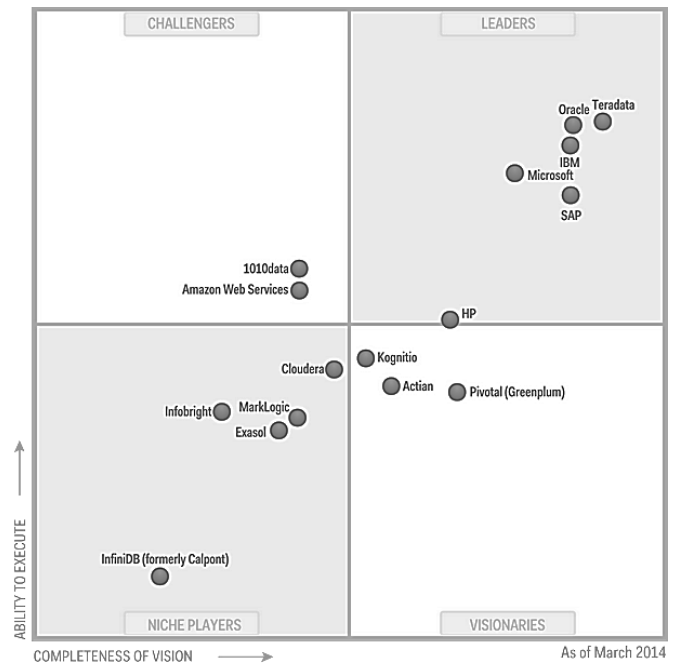 CHALLENGERS
LEADERS
Oracle
Teradata
IBM
Microsoft
SAP
1010data
Amazon Web Services
HP
Cloudera
Kognitio
Actian
Pivotal (Greenplum)
Infobright
MarkLogic
Exasol
InfiniDB (formerly Calpont)
NICHE PLAYERS
VISIONARIES
ABILITY TO EXECUTE
COMPLETENESS OF VISION
As of March 2014